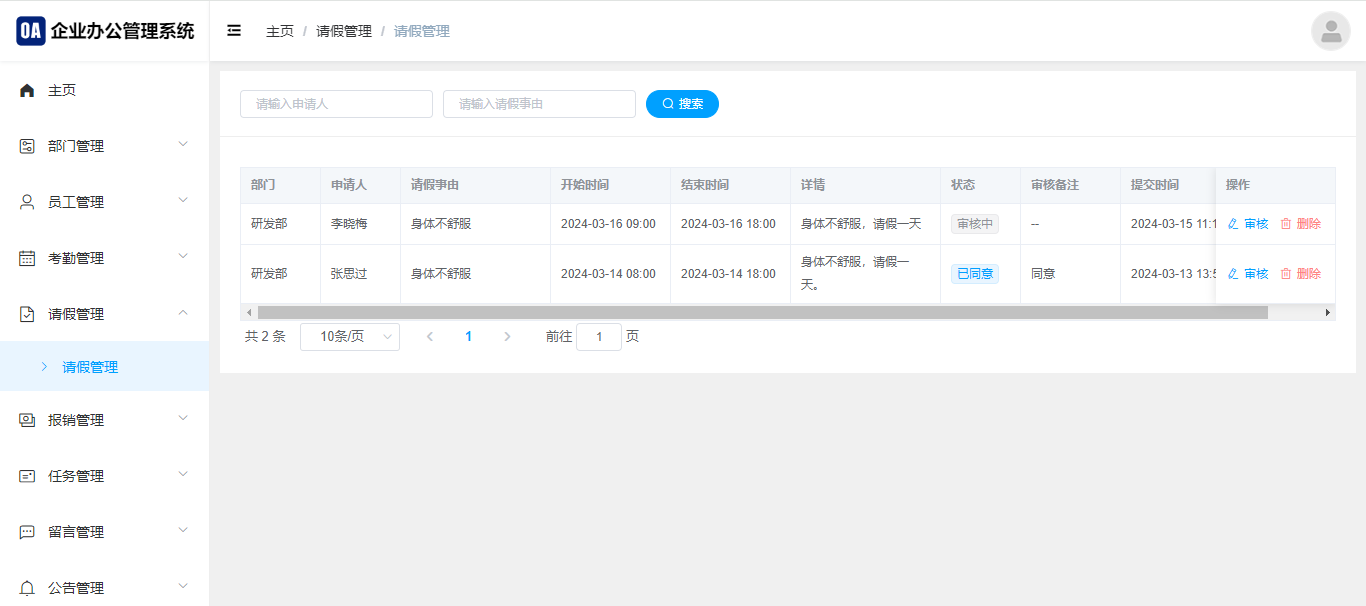 OA 企业办公管理系统
主页 / 请假管理 / 请假管理
主页
部门管理
员工管理
考勤管理
请假管理
请假管理
报销管理
任务管理
留言管理
公告管理
请输入申请人 请输入请假事由 搜索
部门 申请人 请假事由 开始时间 结束时间 详情 状态 审核备注 提交时间 操作
研发部 李晓梅 身体不舒服 2024-03-16 09:00 2024-03-16 18:00 身体不舒服，请假一天 审核中 -- 2024-03-15 11:1 审核 删除
研发部 张思过 身体不舒服 2024-03-14 08:00 2024-03-14 18:00 身体不舒服，请假一
天。 已同意 同意 2024-03-13 13:5 审核 删除
共 2 条 10条/页 1 前往 1 页